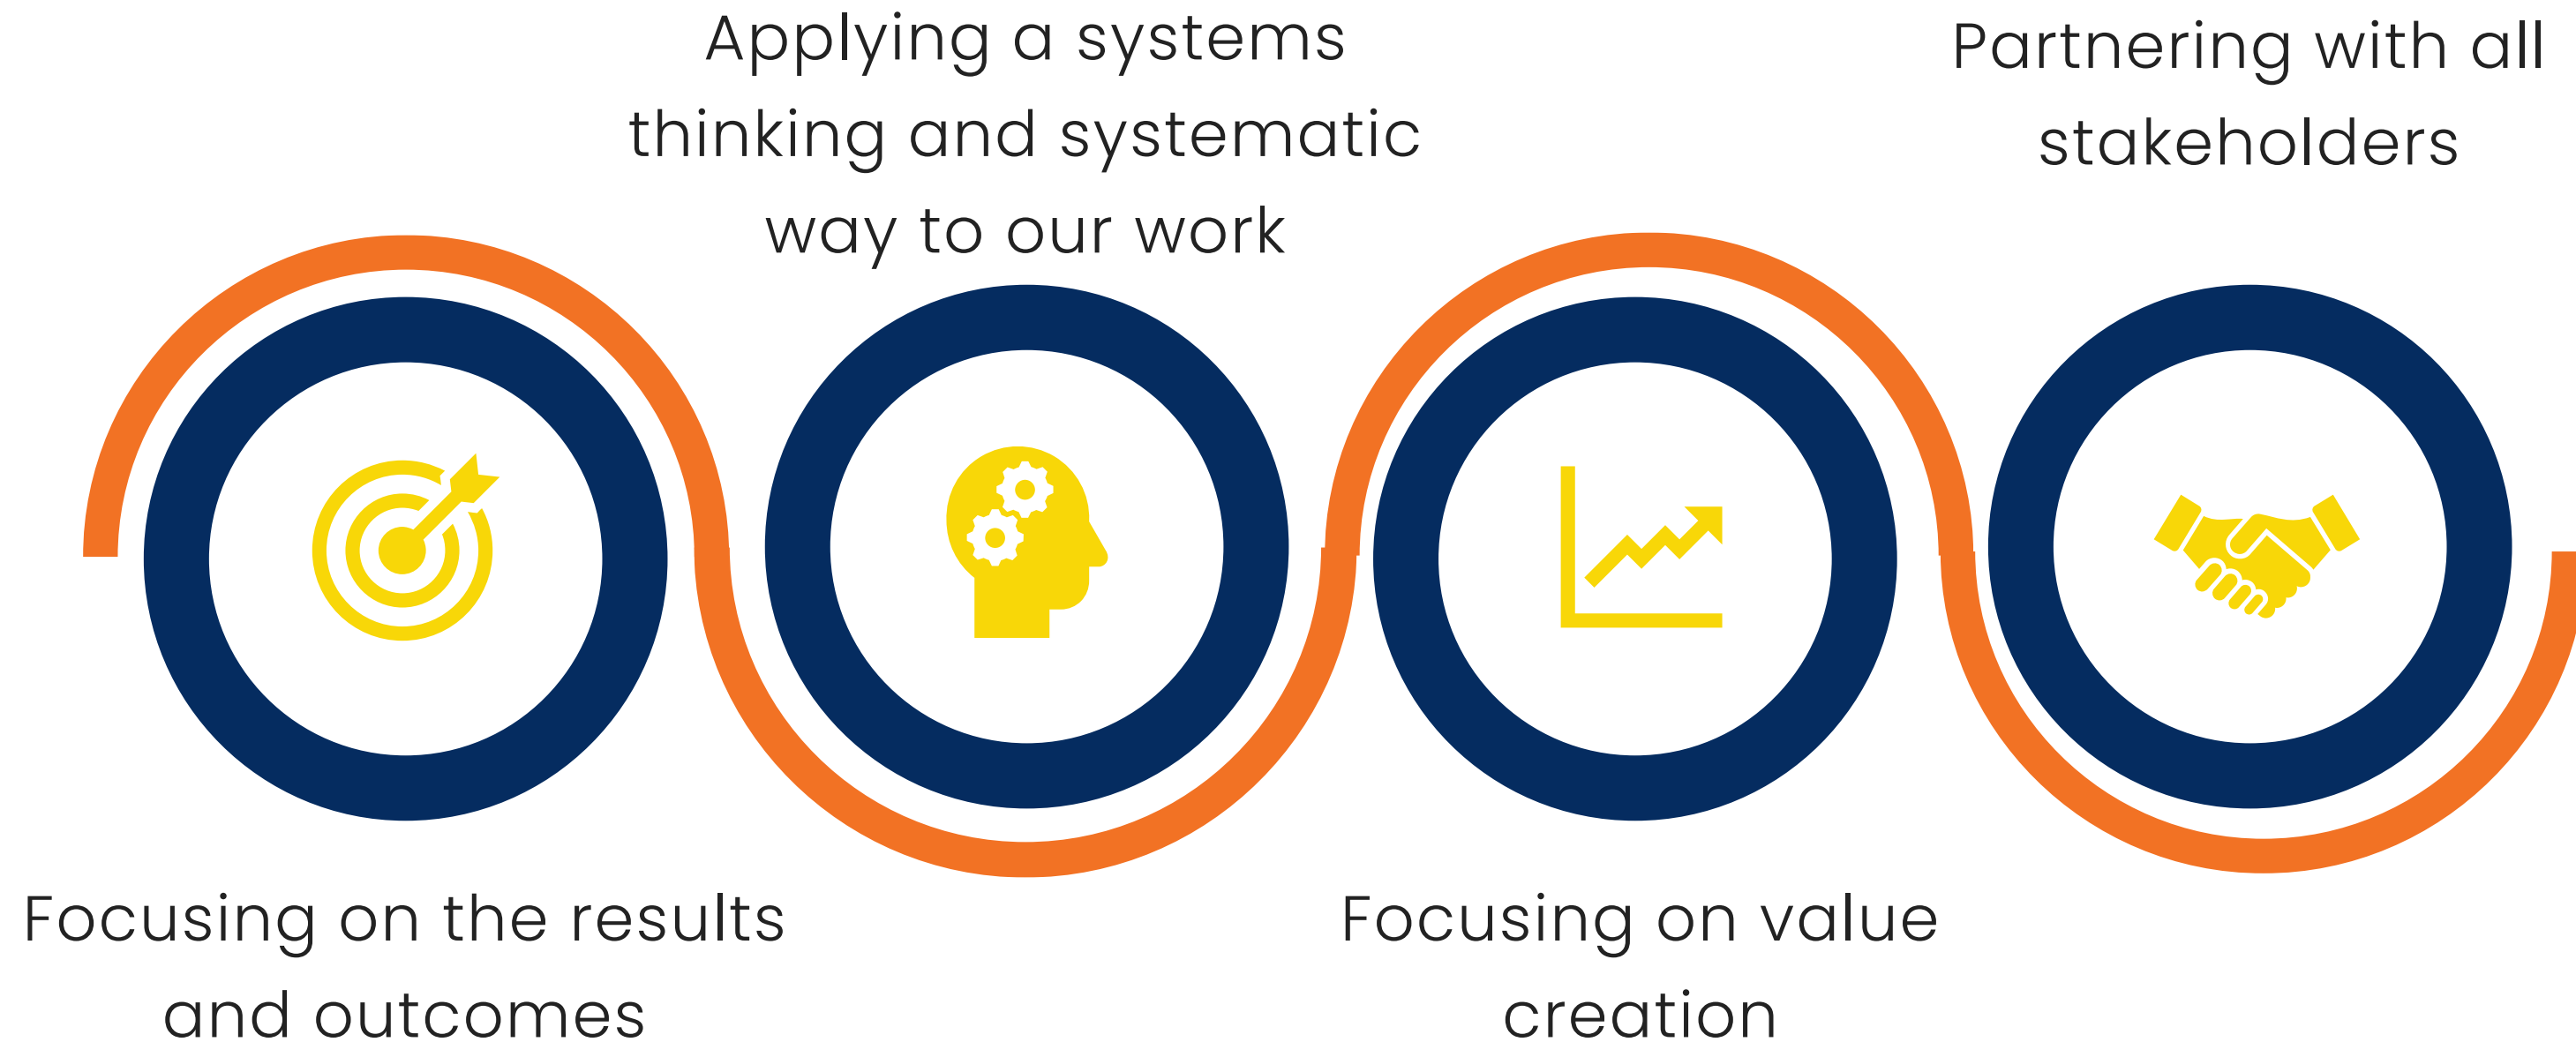 Applying a systems
thinking and systematic
way to our work
Partnering with all
stakeholders
Focusing on the results
and outcomes
Focusing on value
creation